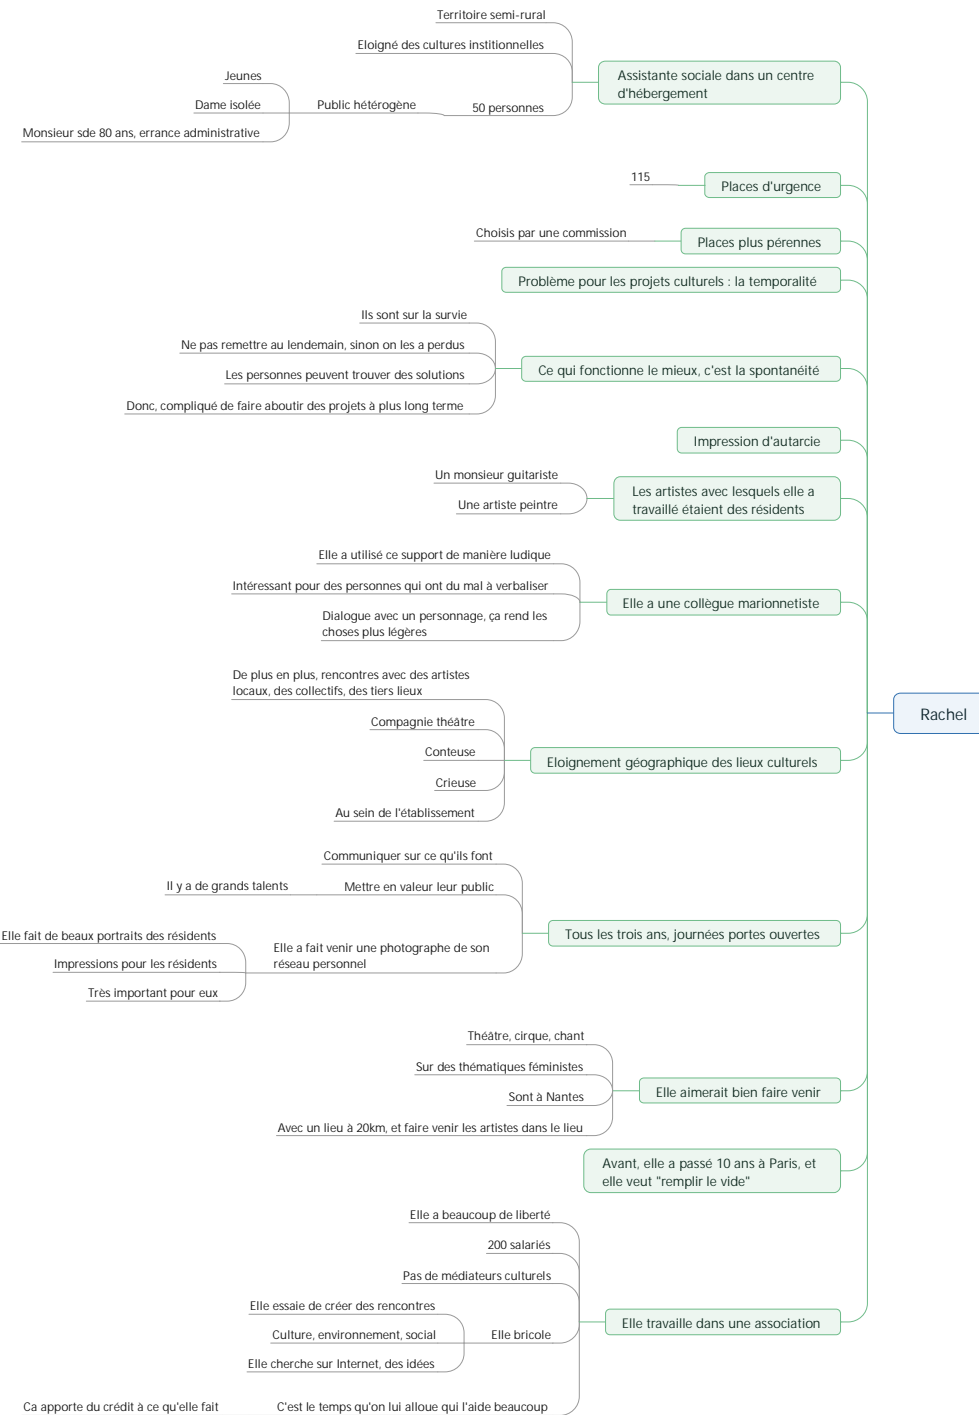 Rachel
Assistante sociale dans un centre
d'hébergement
Territoire semi-rural
Eloigné des cultures institionnelles
50 personnes
Public hétérogène
Jeunes
Dame isolée
Monsieur sde 80 ans, errance administrative
Places d'urgence
115
Places plus pérennes
Choisis par une commission
Problème pour les projets culturels : la temporalité
Ce qui fonctionne le mieux, c'est la spontanéité
Ils sont sur la survie
Ne pas remettre au lendemain, sinon on les a perdus
Les personnes peuvent trouver des solutions
Donc, compliqué de faire aboutir des projets à plus long terme
Impression d'autarcie
Les artistes avec lesquels elle a
travaillé étaient des résidents
Un monsieur guitariste
Une artiste peintre
Elle a une collègue marionnetiste
Elle a utilisé ce support de manière ludique
Intéressant pour des personnes qui ont du mal à verbaliser
Dialogue avec un personnage, ça rend les
choses plus légères
Eloignement géographique des lieux culturels
De plus en plus, rencontres avec des artistes
locaux, des collectifs, des tiers lieux
Compagnie théâtre
Conteuse
Crieuse
Au sein de l'établissement
Tous les trois ans, journées portes ouvertes
Communiquer sur ce qu'ils font
Mettre en valeur leur public
Il y a de grands talents
Elle a fait venir une photographe de son
réseau personnel
Elle fait de beaux portraits des résidents
Impressions pour les résidents
Très important pour eux
Elle aimerait bien faire venir
Théâtre, cirque, chant
Sur des thématiques féministes
Sont à Nantes
Avec un lieu à 20km, et faire venir les artistes dans le lieu
Avant, elle a passé 10 ans à Paris, et
elle veut "remplir le vide"
Elle travaille dans une association
Elle a beaucoup de liberté
200 salariés
Pas de médiateurs culturels
Elle bricole
Elle essaie de créer des rencontres
Culture, environnement, social
Elle cherche sur Internet, des idées
C'est le temps qu'on lui alloue qui l'aide beaucoup
Ca apporte du crédit à ce qu'elle fait